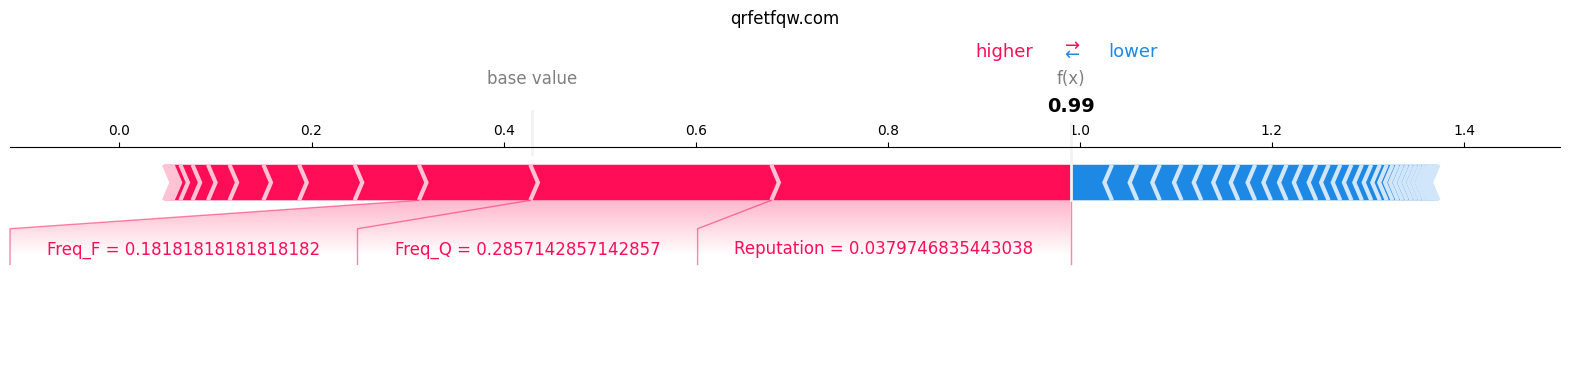 qrfetfqw.com
higher ⇄ lower
base value f(x)
0.99
0.0 0.2 0.4 0.6 0.8 1.0 1.2 1.4
Freq_F = 0.18181818181818182 Freq_Q = 0.2857142857142857 Reputation = 0.0379746835443038